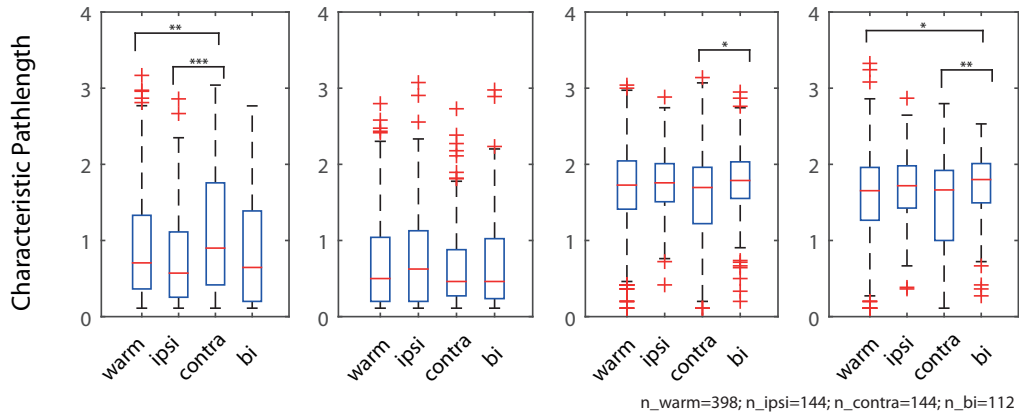 Characteristic Pathlength
4
3
2
1
0
**
***
warm
ipsi
contra
bi
4
3
2
1
0
warm
ipsi
contra
bi
4
3
2
1
0
*
warm
ipsi
contra
bi
4
3
2
1
0
*
**
warm
ipsi
contra
bi
n_warm=398; n_ipsi=144; n_contra=144; n_bi=112